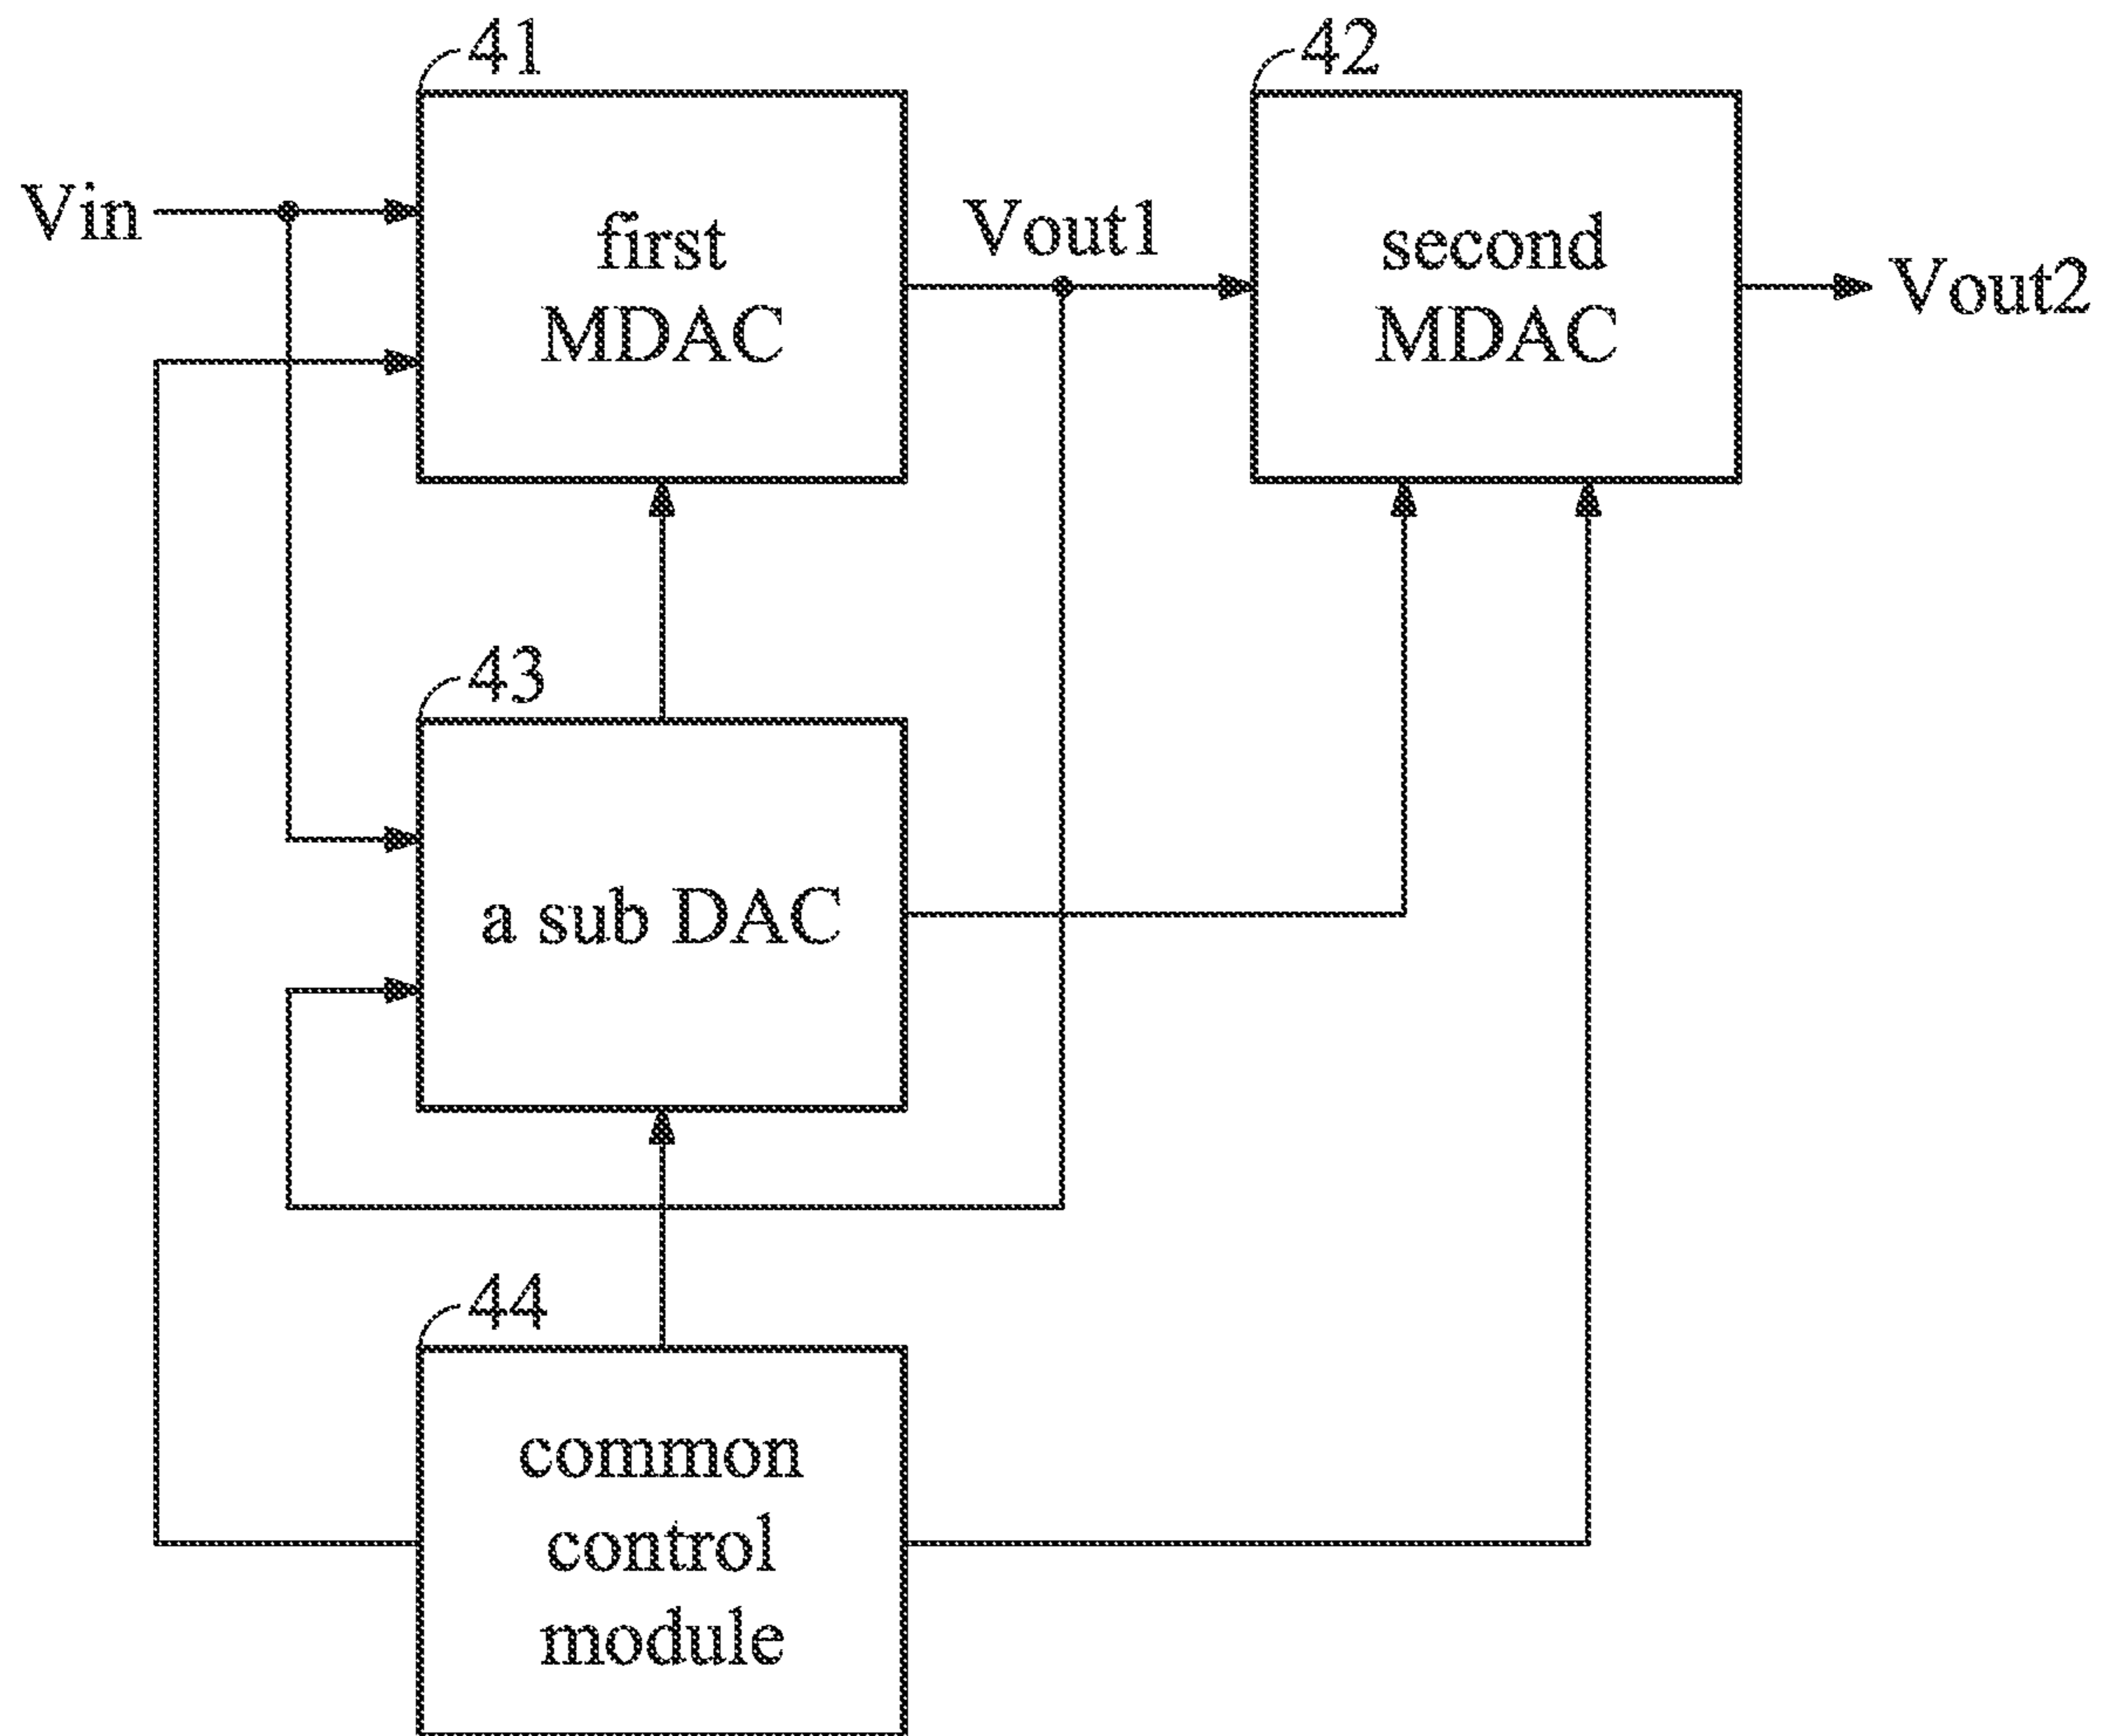 41
42
Vin
first
MDAC
Vout1
second
MDAC
Vout2
43
a sub DAC
44
common
control
module